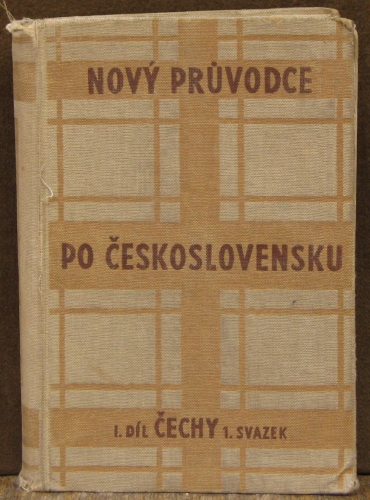 NOVÝ PRŮVODCE
PO ČESKOSLOVENSKU
I. DÍL ČECHY 1. SVAZEK